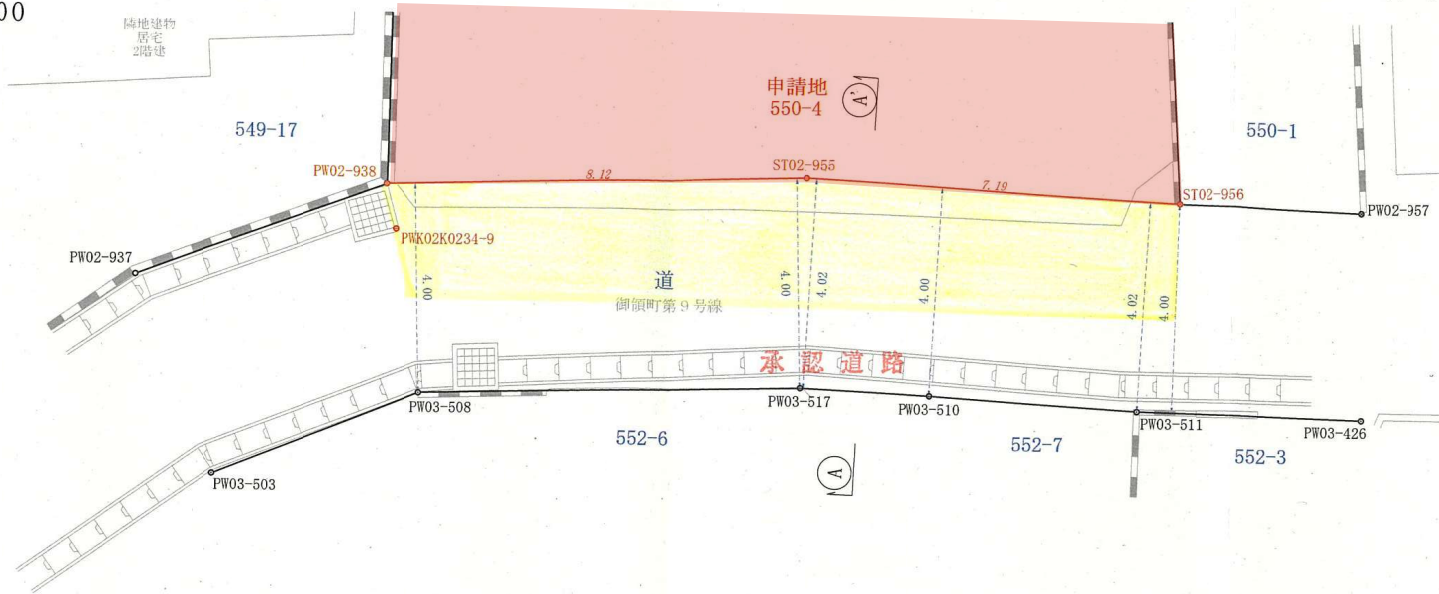 00
隣地建物
居宅
2階建
申請地
550-4
A'
549-17
550-1
PW02-938
8.12
ST02-955
7.19
ST02-956
PW02-957
PWK02K0234-9
PW02-937
道
御領町第9号線
4.00
4.00
4.02
4.00
4.02
4.00
承認道路
PW03-508
PW03-517
PW03-510
PW03-511
PW03-426
552-6
552-7
552-3
PW03-503
A